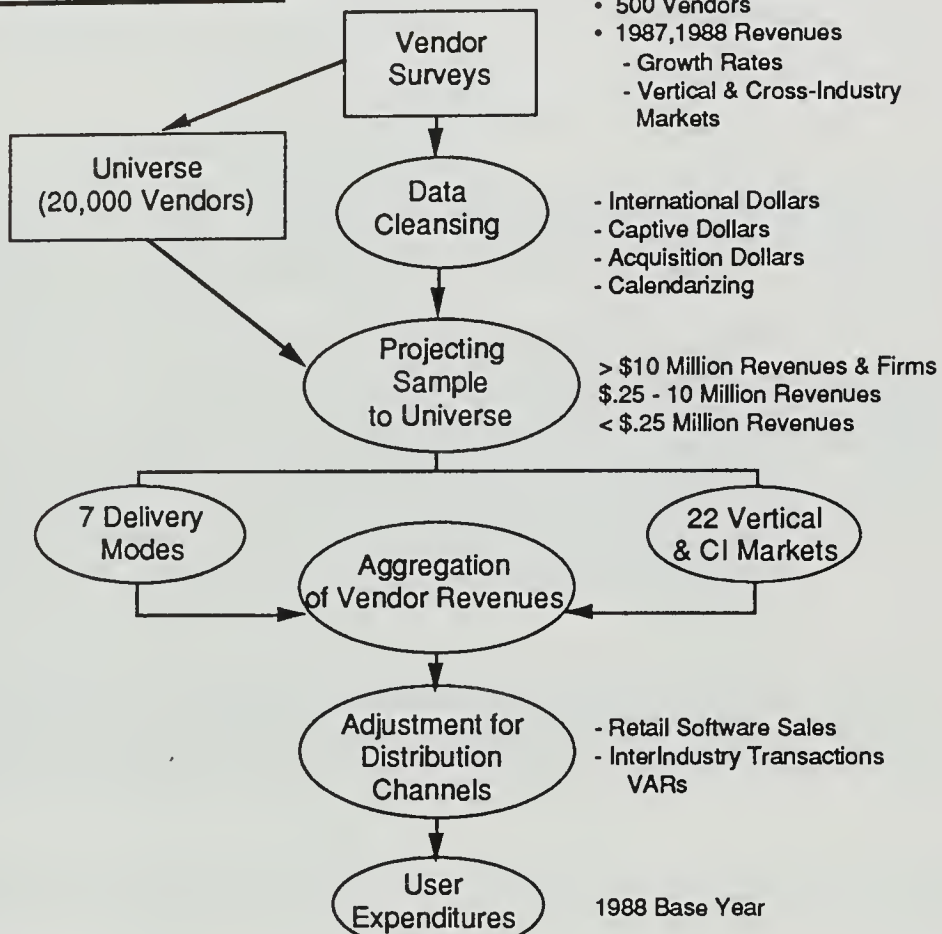 • 500 Vendors
• 1987,1988 Revenues
- Growth Rates
- Vertical & Cross-Industry
Markets
Vendor
Surveys
Universe
(20,000 Vendors)
Data
Cleansing
- International Dollars
- Captive Dollars
- Acquisition Dollars
- Calendarizing
Projecting
Sample
to Universe
> $10 Million Revenues & Firms
$.25 - 10 Million Revenues
< $.25 Million Revenues
7 Delivery
Modes
22 Vertical
& CI Markets
Aggregation
of Vendor Revenues
Adjustment for
Distribution
Channels
- Retail Software Sales
- InterIndustry Transactions
VARs
User
Expenditures
1988 Base Year